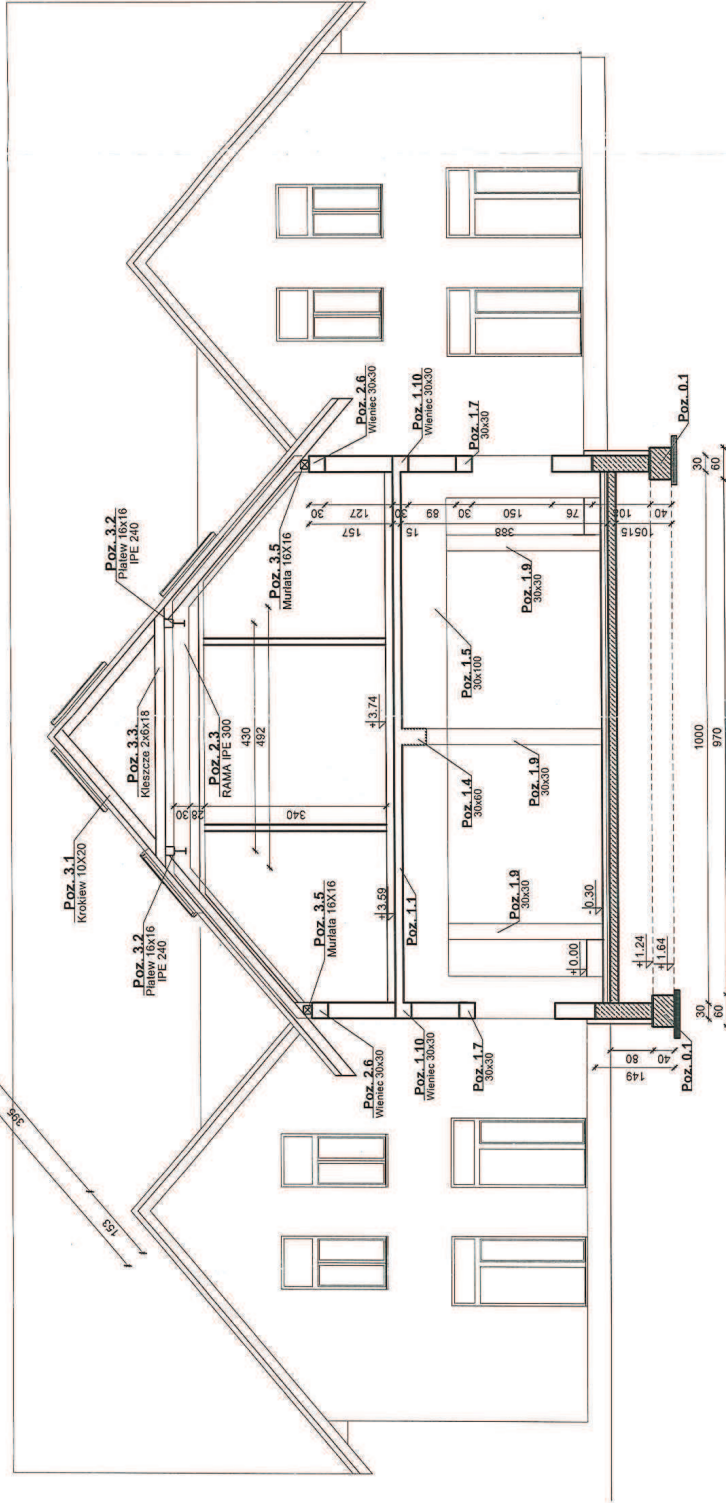 395
153
Poz. 3.1
Krokiew 10X20
Poz. 3.2
Płatew 16x16
IPE 240
Poz. 3.2
Płatew 16x16
IPE 240
Poz. 3.3.
Kleszcze 2x6x18
Poz. 2.3
RAMA IPE 300
30
28
340
430
492
Poz. 3.5
Murłata 16X16
Poz. 3.5
Murłata 16X16
Poz. 2.6
Wieniec 30x30
Poz. 2.6
Wieniec 30x30
+3.59
+3.74
Poz. 1.10
Wieniec 30x30
Poz. 1.10
Wieniec 30x30
Poz. 1.1
Poz. 1.7
30x30
Poz. 1.7
30x30
Poz. 1.4
30x60
Poz. 1.5
30x100
Poz. 1.9
30x30
Poz. 1.9
30x30
Poz. 1.9
30x30
30
127
157
15
89
30
150
76
388
40
1515
+0.00
-0.30
+1.24
+1.64
149
80
40
Poz. 0.1
Poz. 0.1
30
60
1000
970
30
60